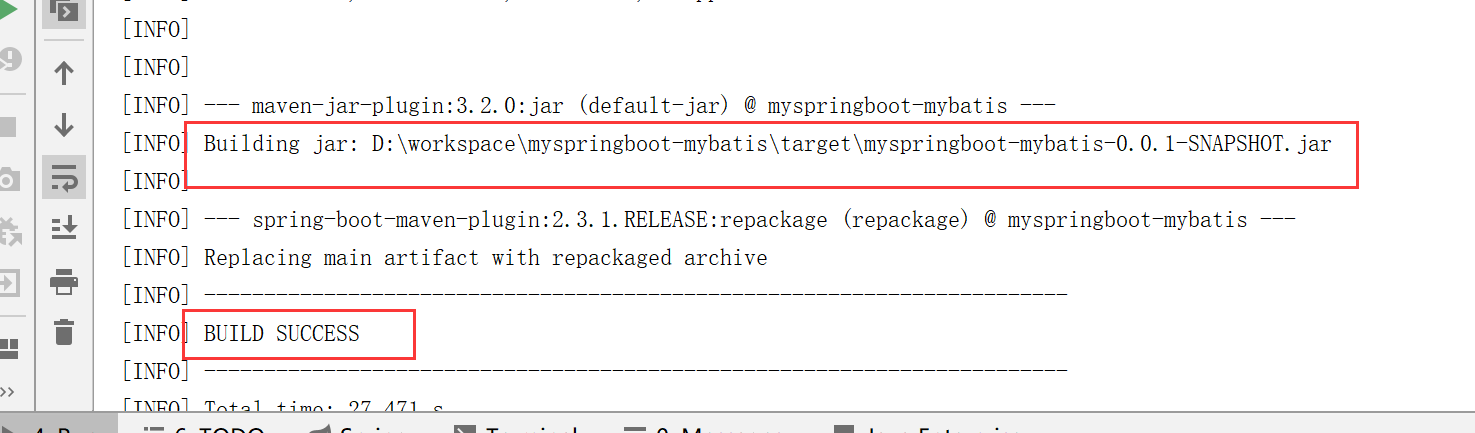 [INFO]
[INFO]
[INFO] --- maven-jar-plugin:3.2.0:jar (default-jar) @ myspringboot-mybatis ---
[INFO] Building jar: D:\workspace\myspringboot-mybatis\target\myspringboot-mybatis-0.0.1-SNAPSHOT.jar
[INFO]
[INFO] --- spring-boot-maven-plugin:2.3.1.RELEASE:repackage (repackage) @ myspringboot-mybatis ---
[INFO] Replacing main artifact with repackaged archive
[INFO] ------------------------------------------------------------------------
[INFO] BUILD SUCCESS
[INFO] ------------------------------------------------------------------------
[INFO] Total time: 27.471 s
6: TODO Terminal